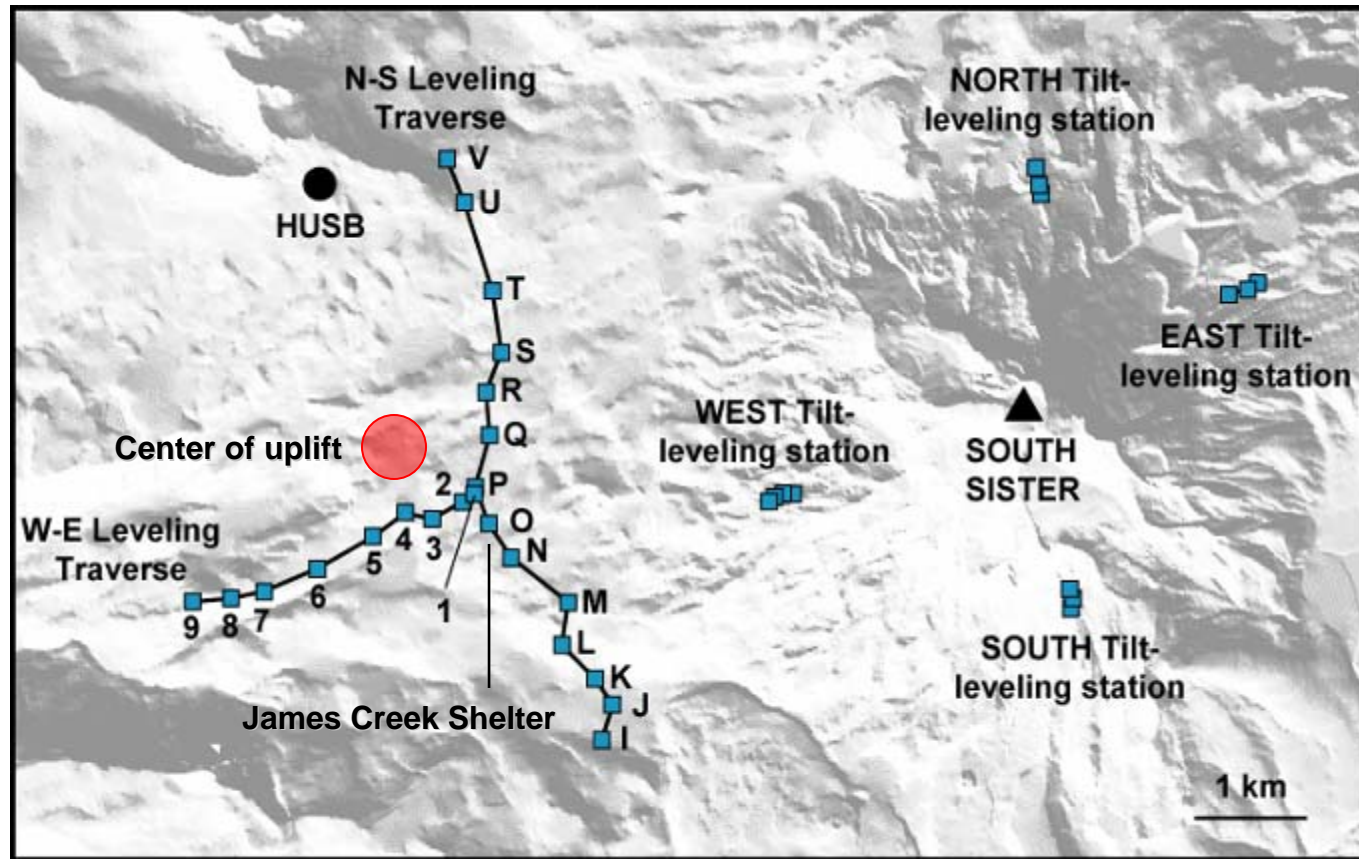 N-S Leveling
Traverse
V
U
HUSB
T
S
R
Q
P
Center of uplift
2
O
N
W-E Leveling
Traverse
4
3
5
6
7
8
9
1
M
L
K
J
I
James Creek Shelter
NORTH Tilt-
leveling station
EAST Tilt-
leveling station
WEST Tilt-
leveling station
SOUTH
SISTER
SOUTH Tilt-
leveling station
1 km